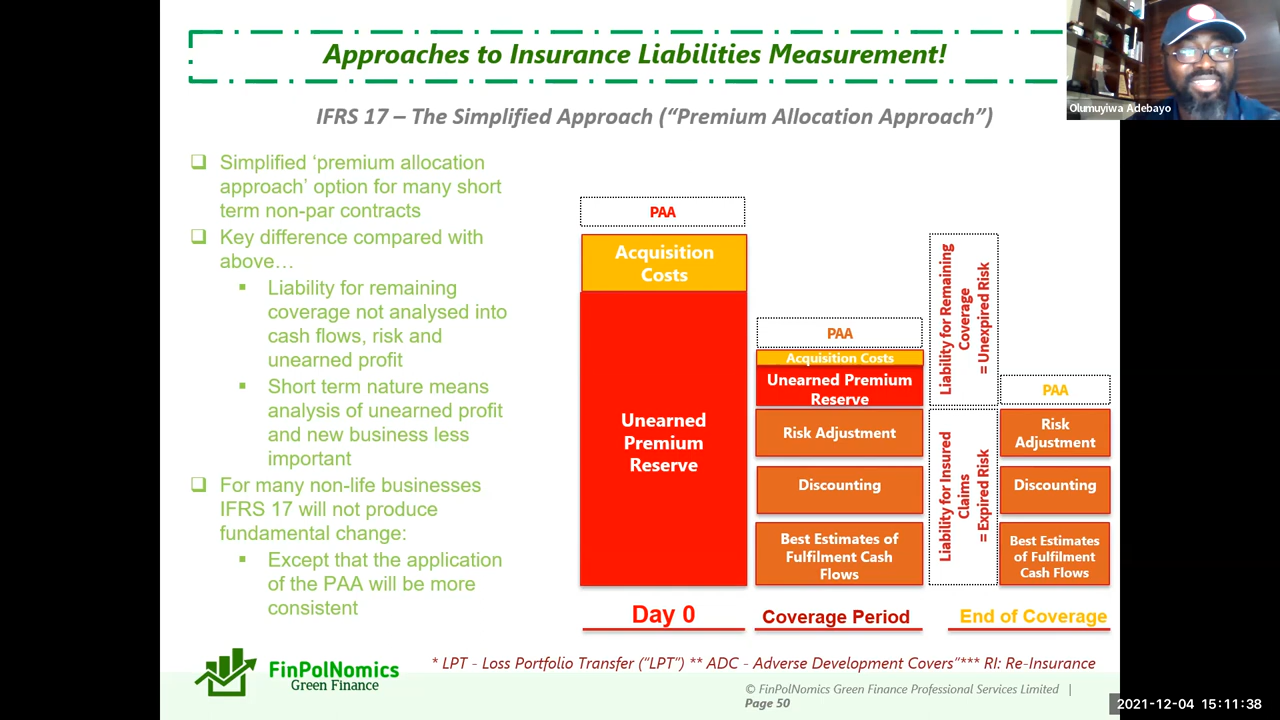 Approaches to Insurance Liabilities Measurement!
Olumuyiwa Adebayo
IFRS 17 – The Simplified Approach (“Premium Allocation Approach”)
❑ Simplified ‘premium allocation
approach’ option for many short
term non-par contracts
❑ Key difference compared with
above…
▪ Liability for remaining
coverage not analysed into
cash flows, risk and
unearned profit
▪ Short term nature means
analysis of unearned profit
and new business less
important
❑ For many non-life businesses
IFRS 17 will not produce
fundamental change:
▪ Except that the application
of the PAA will be more
consistent
PAA
Acquisition
Costs
Unearned
Premium
Reserve
Day 0
PAA
Acquisition Costs
Unearned Premium
Reserve
Risk Adjustment
Discounting
Best Estimates of
Fulfilment Cash
Flows
Coverage Period
Liability for Remaining
Coverage
= Unexpired Risk
Liability for Insured
Claims
= Expired Risk
PAA
Risk
Adjustment
Discounting
Best Estimates
of Fulfilment
Cash Flows
End of Coverage
FinPolNomics
Green Finance
* LPT - Loss Portfolio Transfer (“LPT”) ** ADC - Adverse Development Covers”*** RI: Re-Insurance
© FinPolNomics Green Finance Professional Services Limited |
Page 50
2021-12-04 15:11:38